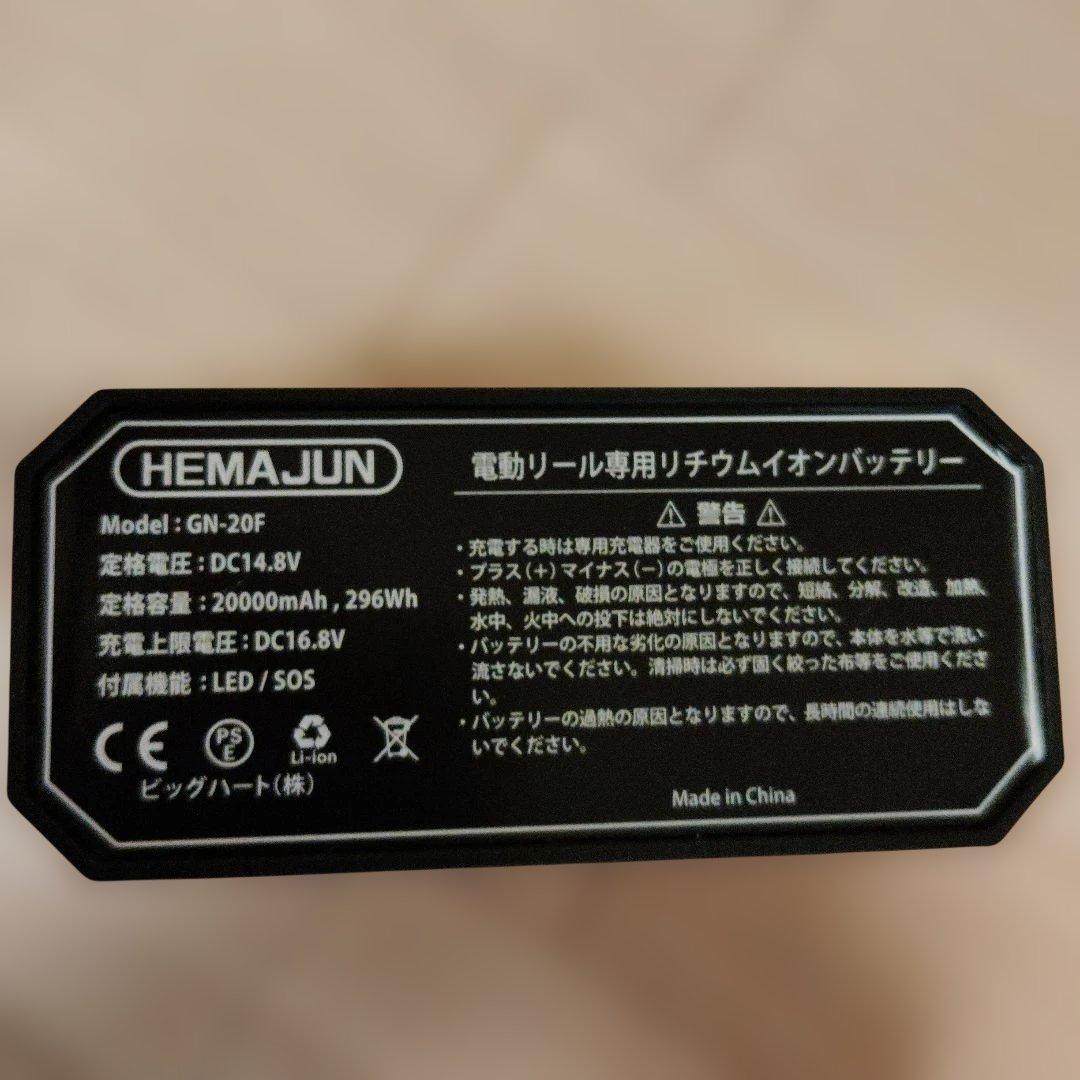 HEMAJUN
Model : GN-20F
定格電圧 : DC14.8V
定格容量 : 20000mAh , 296Wh
充電上限電圧 : DC16.8V
付属機能 : LED / SOS
CE
PS
E
Li-ion
ビッグハート(株)
電動リール専用リチウムイオンバッテリー
⚠ 警告 ⚠
・充電する時は専用充電器をご使用ください。
・プラス(+)マイナス(−)の電極を正しく接続してください。
・発熱、漏液、破損の原因となりますので、短絡、分解、改造、加熱、
水中、火中への投下は絶対にしないでください。
・バッテリーの不用な劣化の原因となりますので、本体を水等で洗い
流さないでください。清掃時は必ず固く絞った布等をご使用くださ
い。
・バッテリーの過熱の原因となりますので、長時間の連続使用はしな
いでください。
Made in China